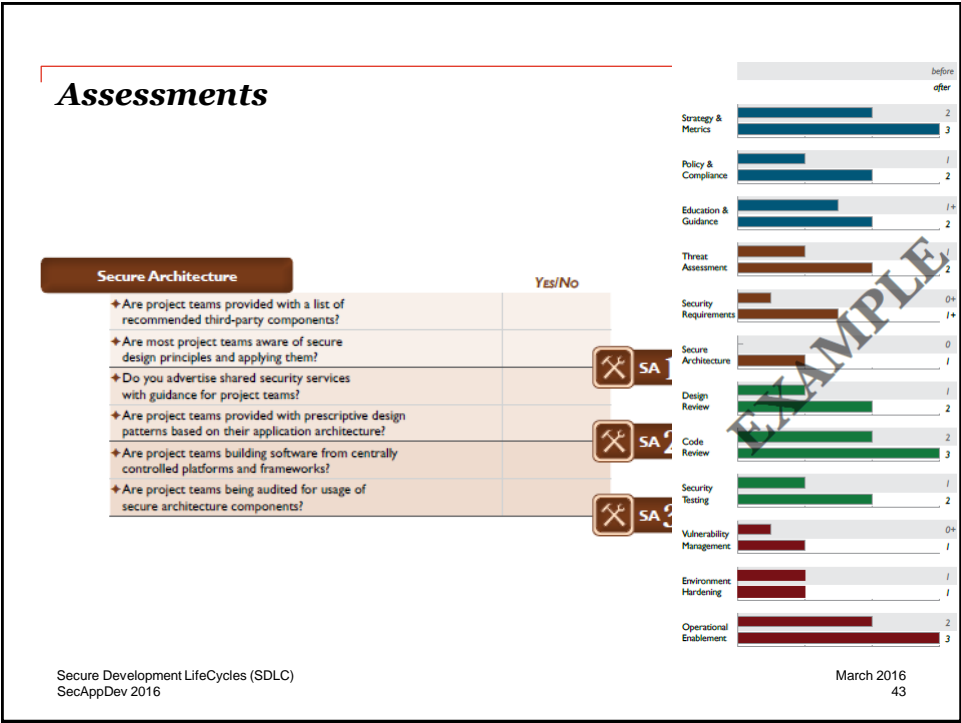 Assessments
Secure Architecture
Yes/No
Are project teams provided with a list of
recommended third-party components?
Are most project teams aware of secure
design principles and applying them?
SA 1
Do you advertise shared security services
with guidance for project teams?
Are project teams provided with prescriptive design
patterns based on their application architecture?
SA 2
Are project teams building software from centrally
controlled platforms and frameworks?
Are project teams being audited for usage of
secure architecture components?
SA 3
before
after
Strategy &
Metrics
2
3
Policy &
Compliance
1
2
Education &
Guidance
1+
2
Threat
Assessment
1
2
Security
Requirements
0+
1+
Secure
Architecture
0
1
Design
Review
1
2
Code
Review
2
3
Security
Testing
1
2
Vulnerability
Management
0+
1
Environment
Hardening
1
1
Operational
Enablement
2
3
EXAMPLE
Secure Development LifeCycles (SDLC)
SecAppDev 2016
March 2016
43